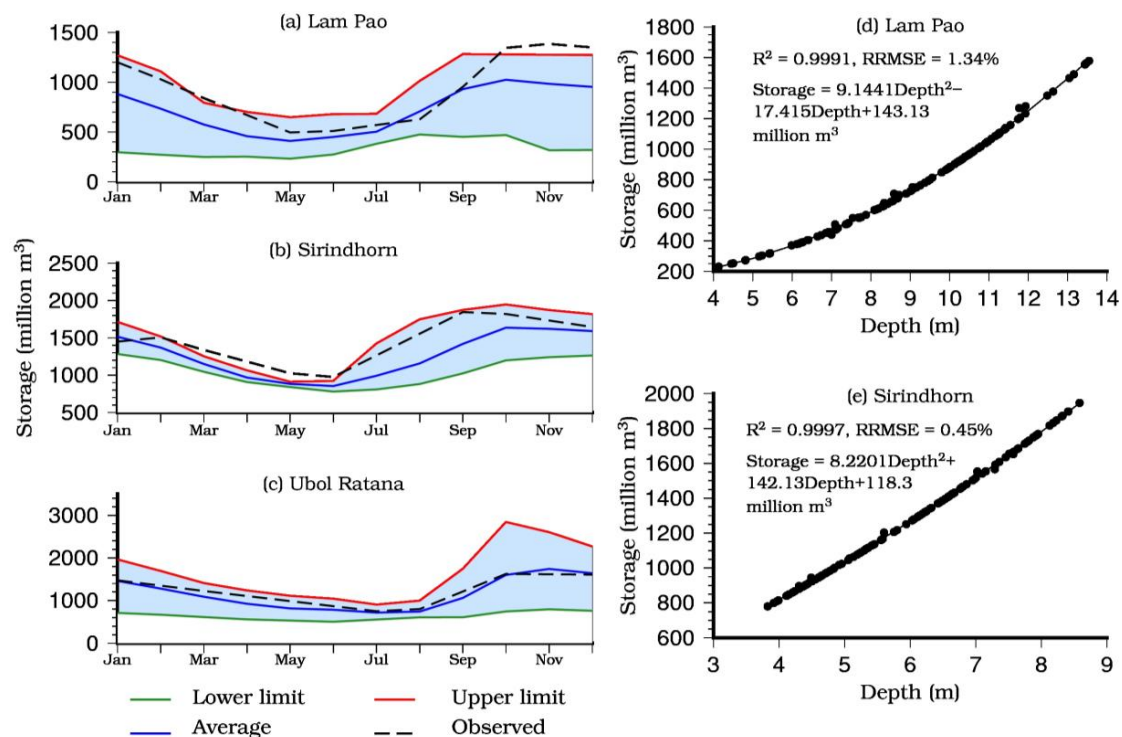 (a) Lam Pao
1500
1000
500
0
Jan Mar May Jul Sep Nov
(b) Sirindhorn
2500
2000
1500
1000
500
Jan Mar May Jul Sep Nov
Storage (million m³)
(c) Ubol Ratana
3000
2000
1000
0
Jan Mar May Jul Sep Nov
Lower limit
Upper limit
Average
Observed
(d) Lam Pao
R² = 0.9991, RRMSE = 1.34%
Storage = 9.1441Depth²−
17.415Depth+143.13
million m³
Storage (million m³)
1800
1600
1400
1200
1000
800
600
400
200
4 5 6 7 8 9 10 11 12 13 14
Depth (m)
(e) Sirindhorn
R² = 0.9997, RRMSE = 0.45%
Storage = 8.2201Depth²+
142.13Depth+118.3
million m³
Storage (million m³)
2000
1800
1600
1400
1200
1000
800
600
3 4 5 6 7 8 9
Depth (m)